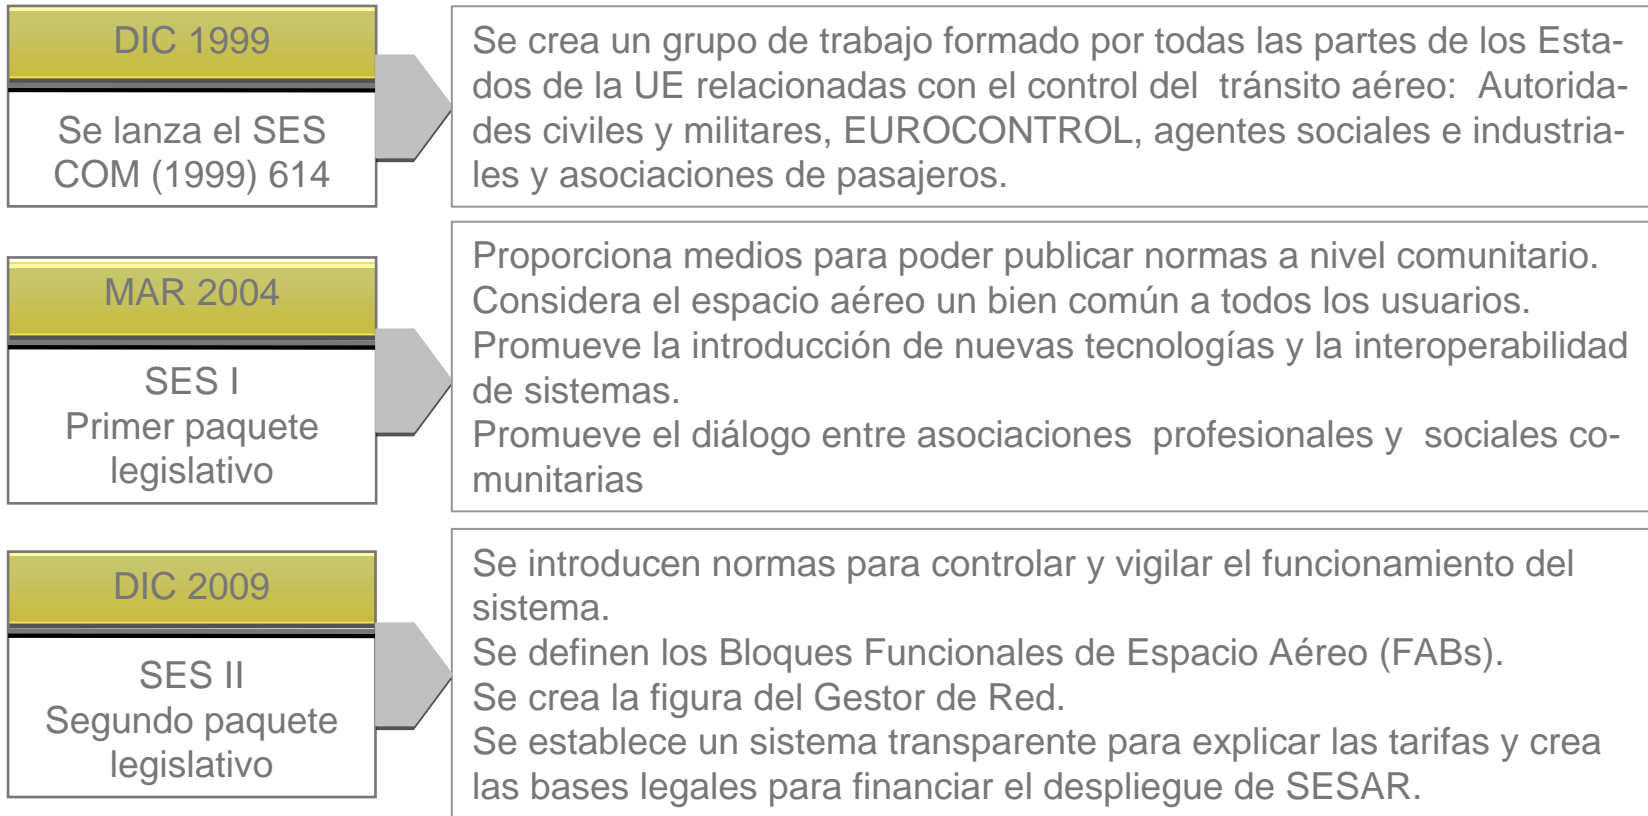 DIC 1999
Se lanza el SES
COM (1999) 614
Se crea un grupo de trabajo formado por todas las partes de los Esta-
dos de la UE relacionadas con el control del tránsito aéreo: Autorida-
des civiles y militares, EUROCONTROL, agentes sociales e industria-
les y asociaciones de pasajeros.
MAR 2004
SES I
Primer paquete
legislativo
Proporciona medios para poder publicar normas a nivel comunitario.
Considera el espacio aéreo un bien común a todos los usuarios.
Promueve la introducción de nuevas tecnologías y la interoperabilidad
de sistemas.
Promueve el diálogo entre asociaciones profesionales y sociales co-
munitarias
DIC 2009
SES II
Segundo paquete
legislativo
Se introducen normas para controlar y vigilar el funcionamiento del
sistema.
Se definen los Bloques Funcionales de Espacio Aéreo (FABs).
Se crea la figura del Gestor de Red.
Se establece un sistema transparente para explicar las tarifas y crea
las bases legales para financiar el despliegue de SESAR.